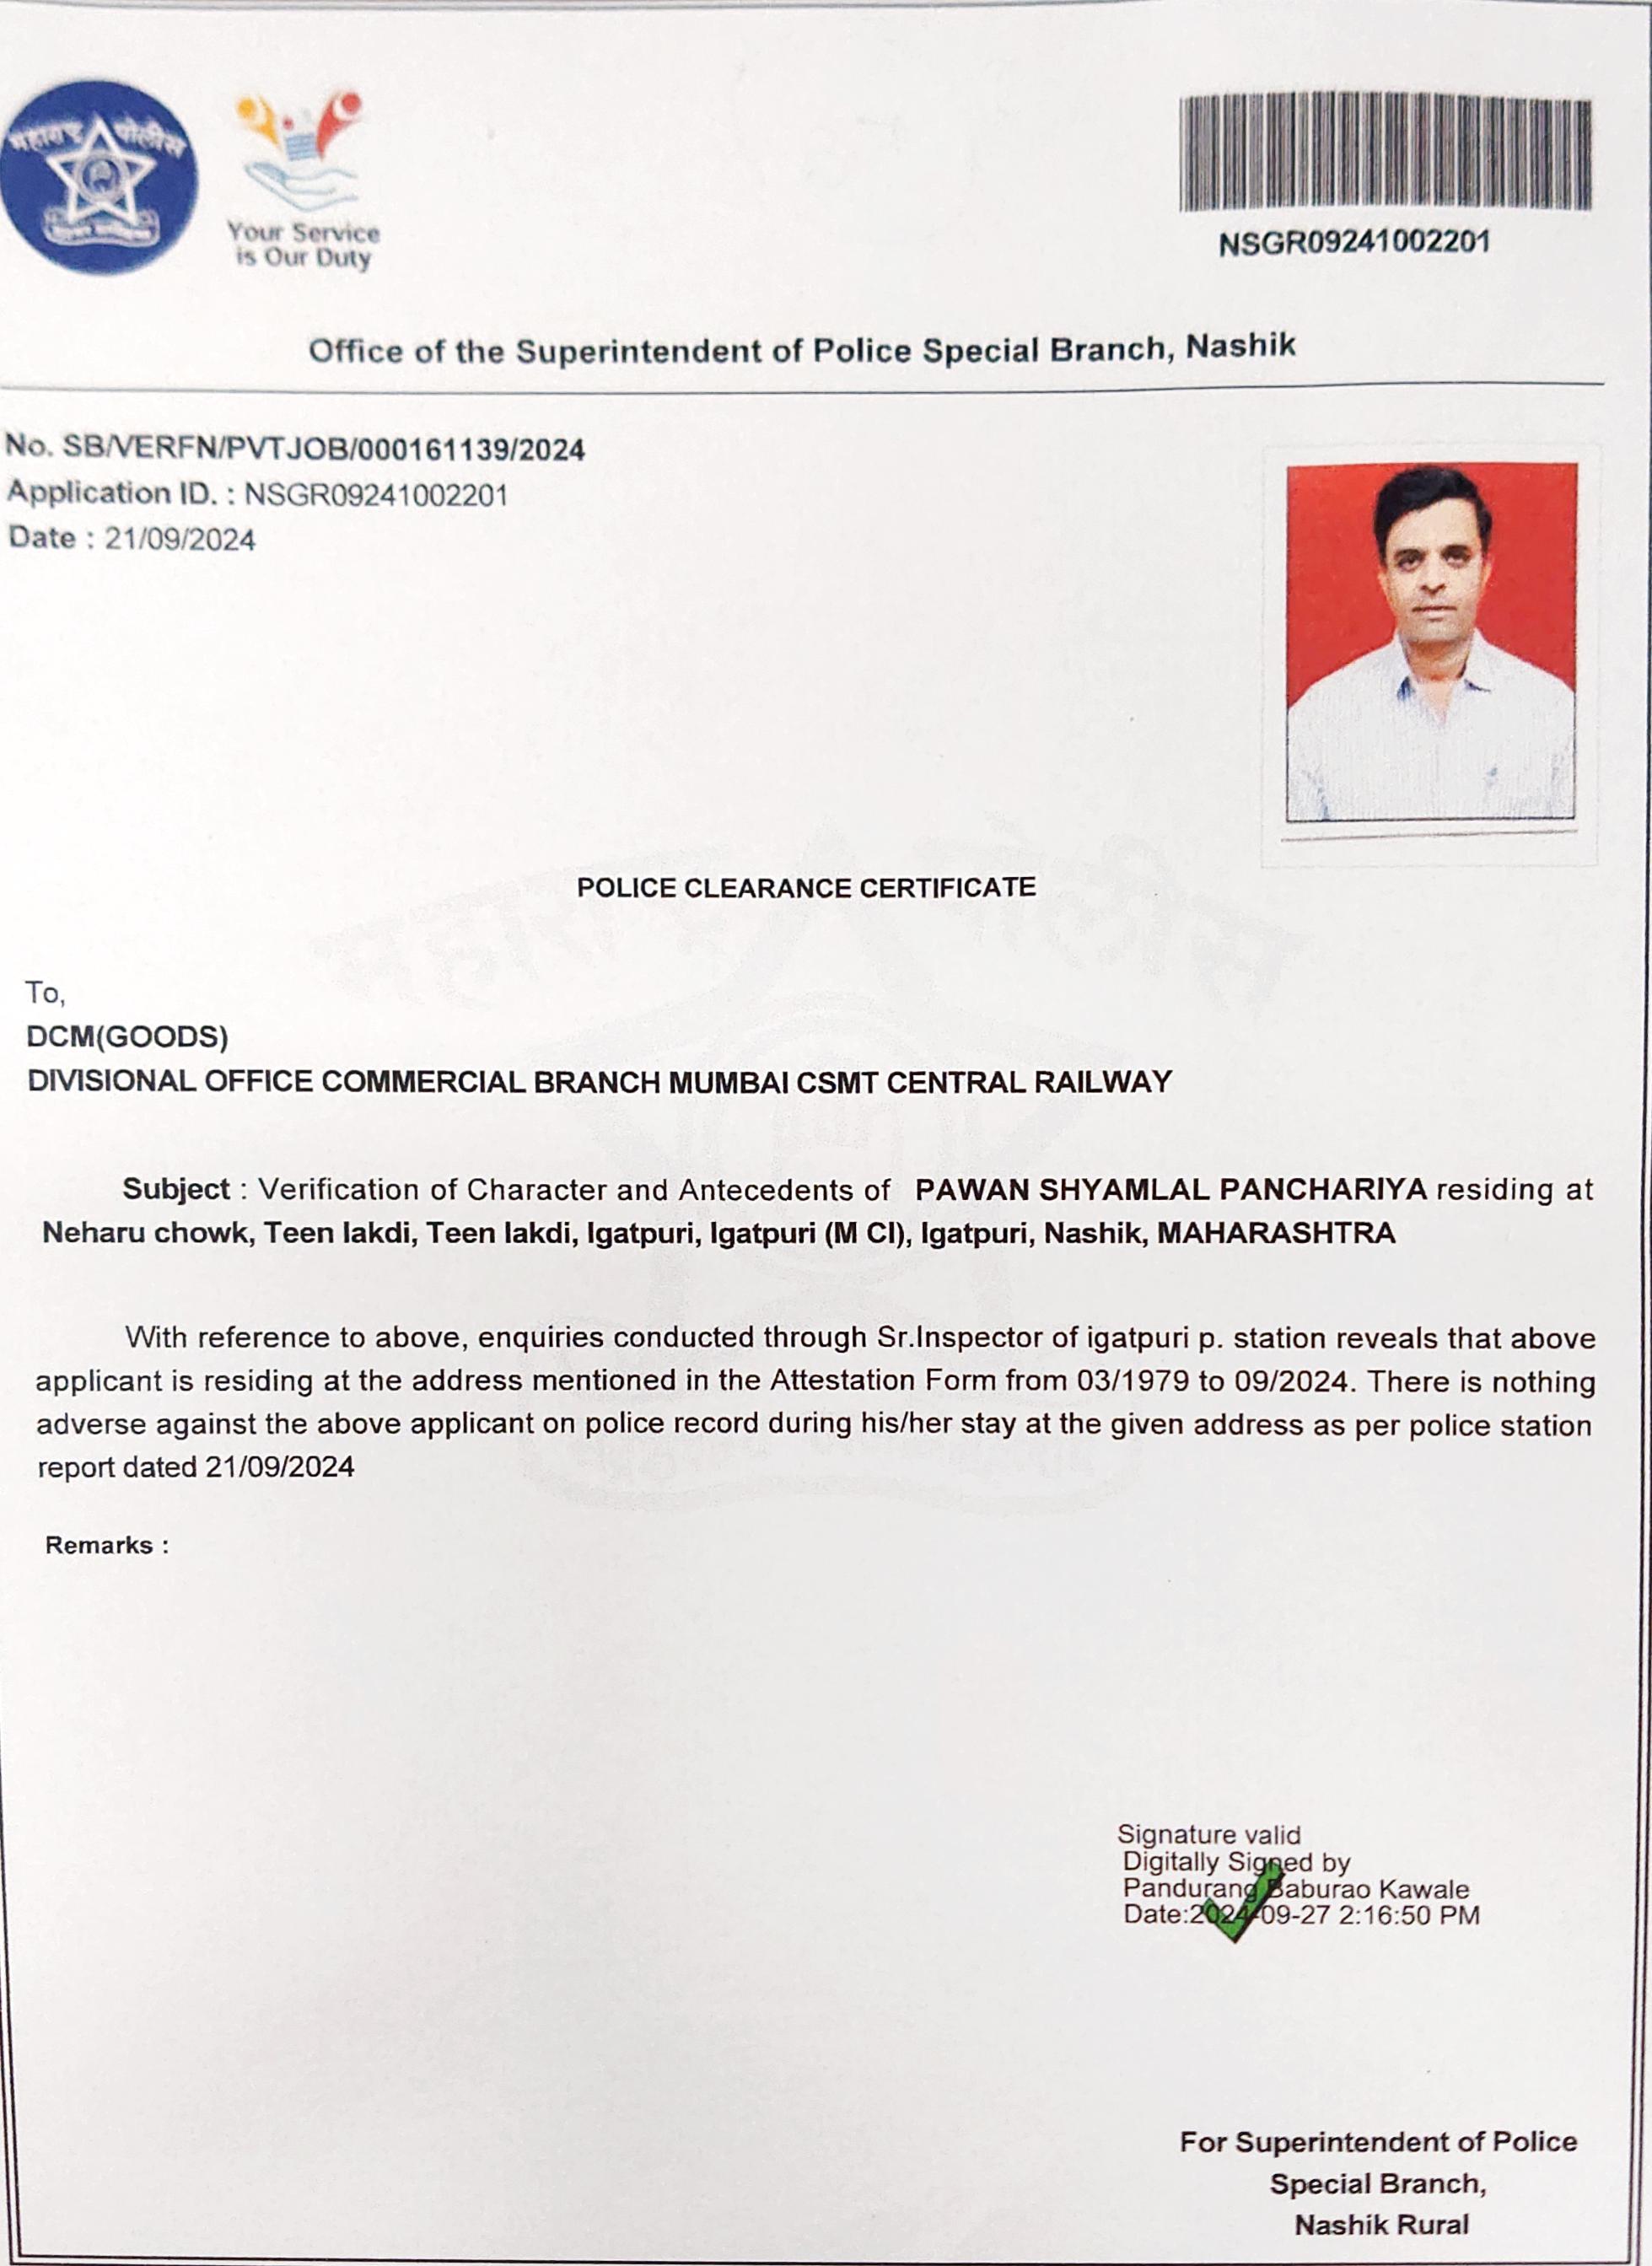 महाराष्ट्र पोलीस
Your Service
is Our Duty
NSGR09241002201
Office of the Superintendent of Police Special Branch, Nashik
No. SB/VERFN/PVTJOB/000161139/2024
Application ID. : NSGR09241002201
Date : 21/09/2024
POLICE CLEARANCE CERTIFICATE
To,
DCM(GOODS)
DIVISIONAL OFFICE COMMERCIAL BRANCH MUMBAI CSMT CENTRAL RAILWAY
Subject : Verification of Character and Antecedents of PAWAN SHYAMLAL PANCHARIYA residing at
Neharu chowk, Teen lakdi, Teen lakdi, Igatpuri, Igatpuri (M Cl), Igatpuri, Nashik, MAHARASHTRA
With reference to above, enquiries conducted through Sr.Inspector of igatpuri p. station reveals that above
applicant is residing at the address mentioned in the Attestation Form from 03/1979 to 09/2024. There is nothing
adverse against the above applicant on police record during his/her stay at the given address as per police station
report dated 21/09/2024
Remarks :
Signature valid
Digitally Signed by
Pandurang Baburao Kawale
Date:2024-09-27 2:16:50 PM
For Superintendent of Police
Special Branch,
Nashik Rural